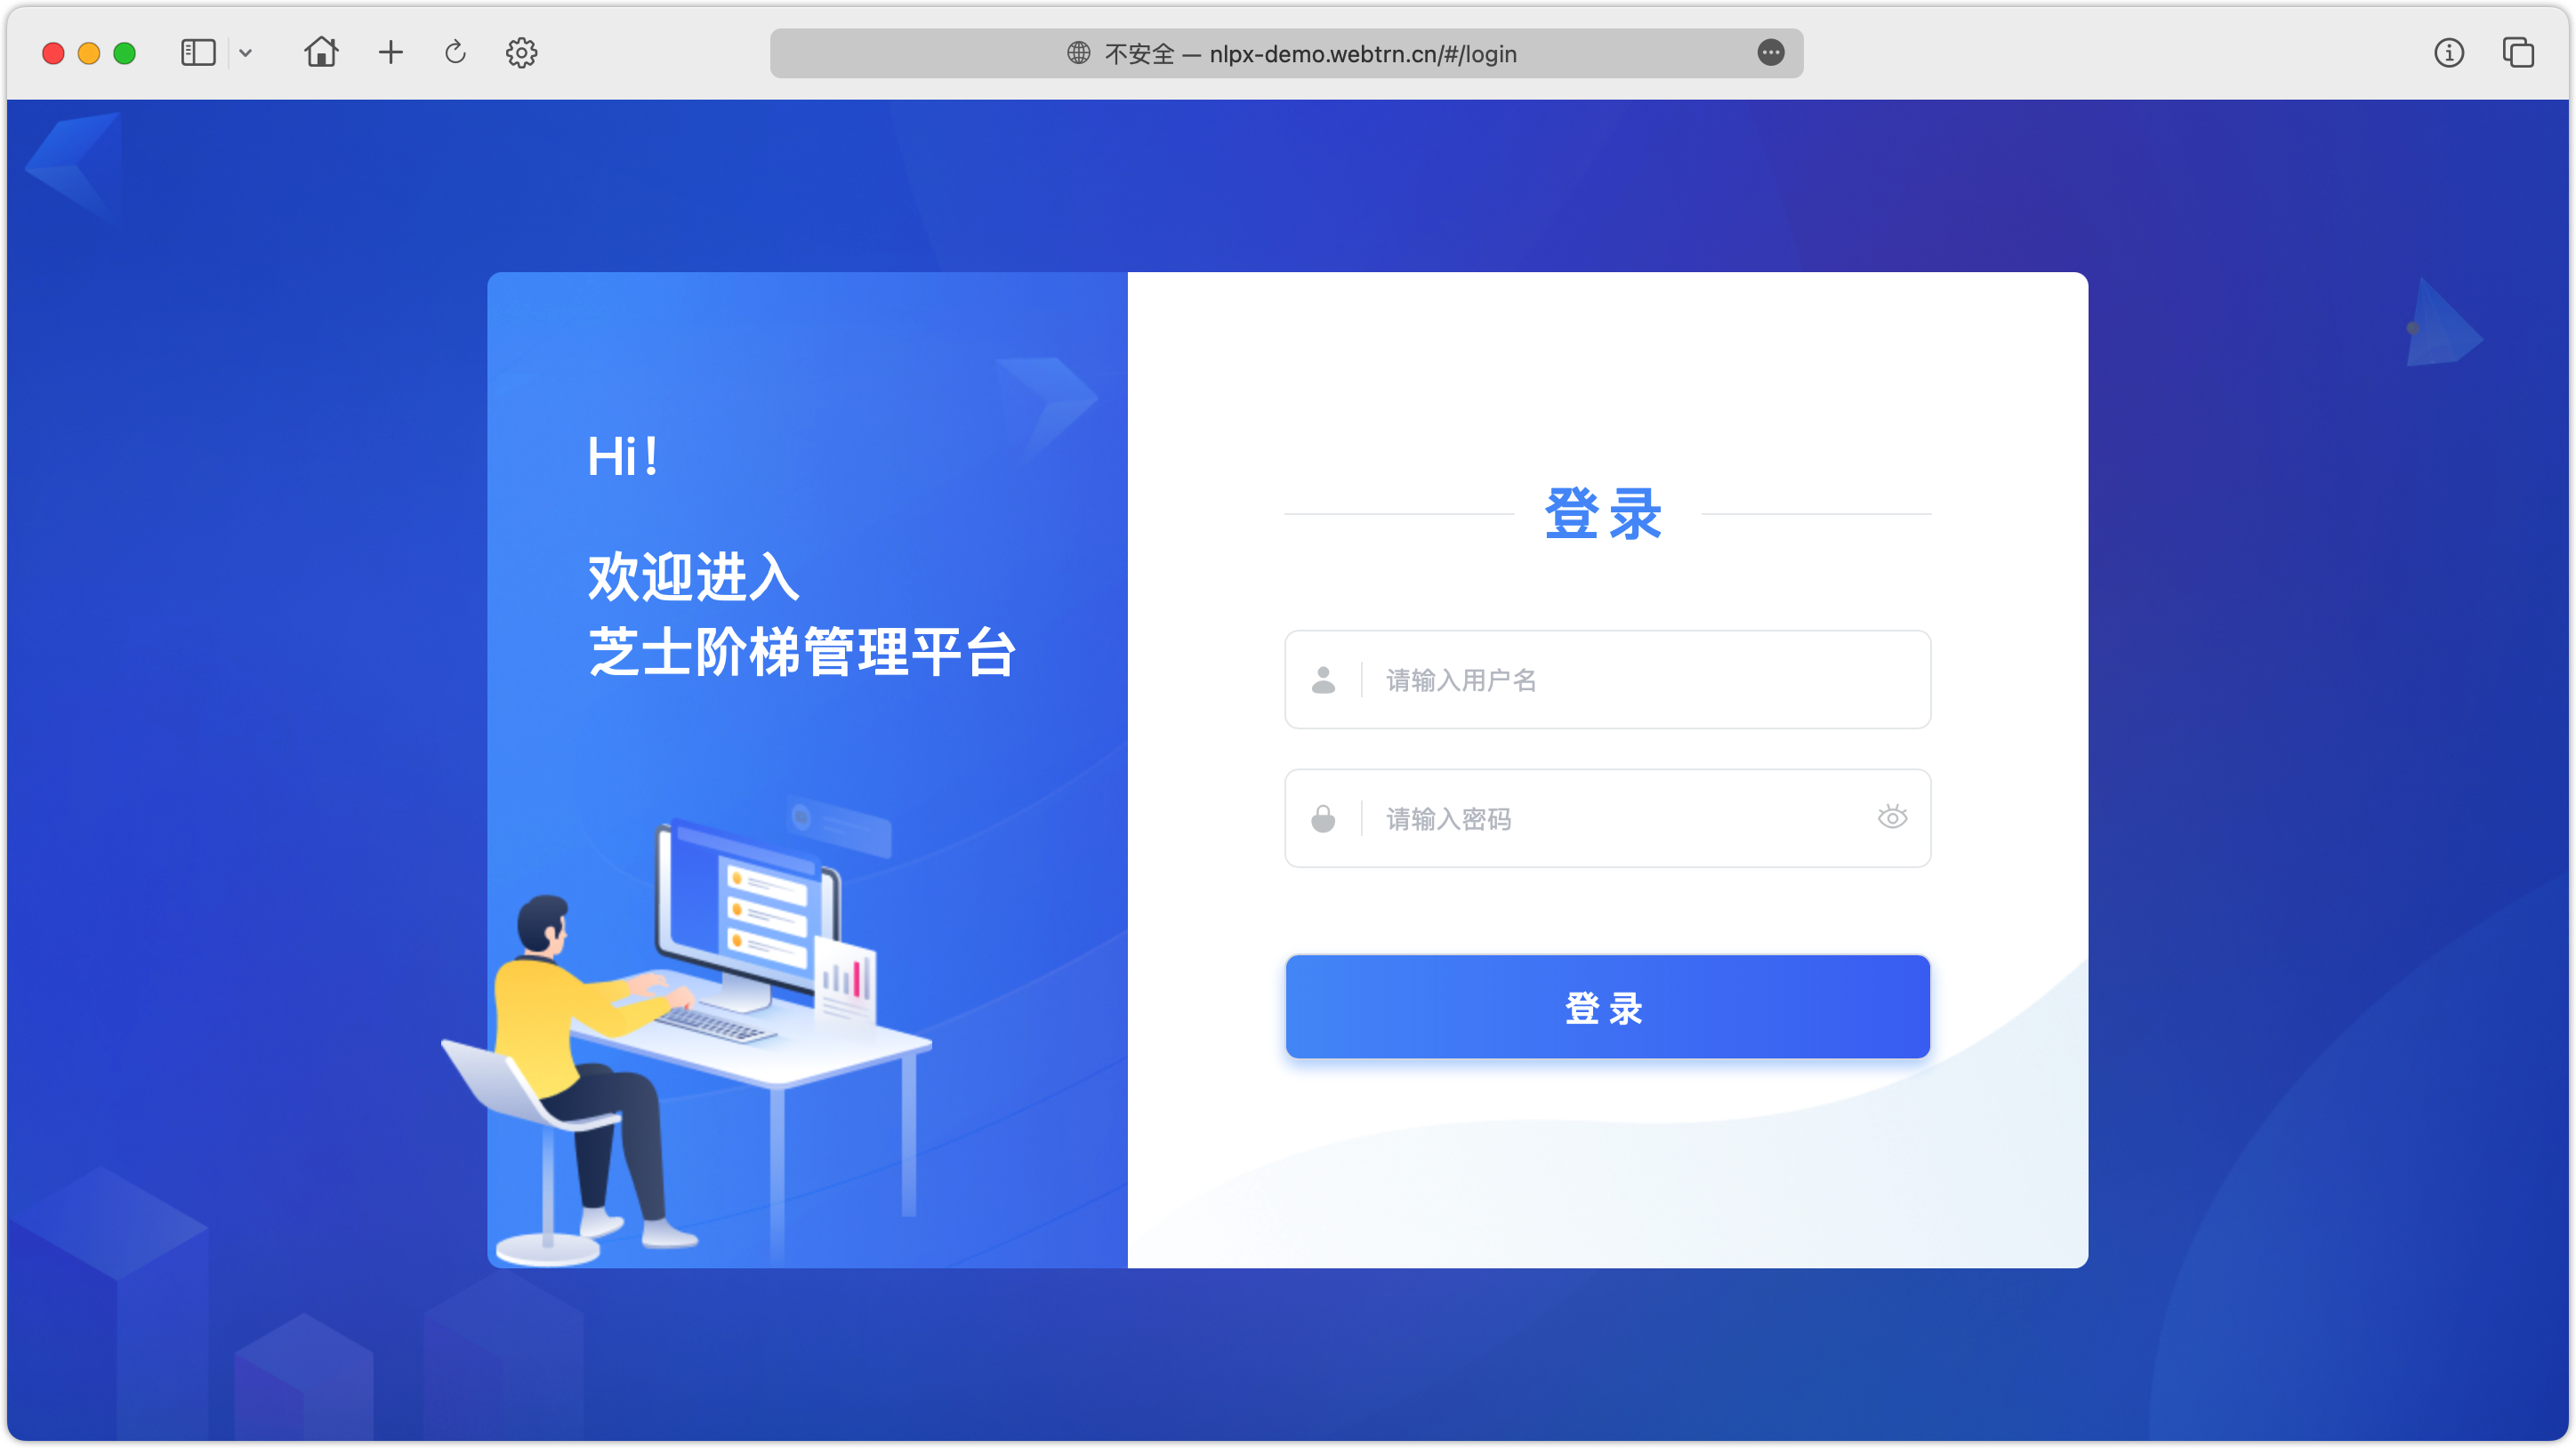 不安全 — nlpx-demo.webtrn.cn/#/login
Hi！
欢迎进入
芝士阶梯管理平台
登录
请输入用户名
请输入密码
登 录